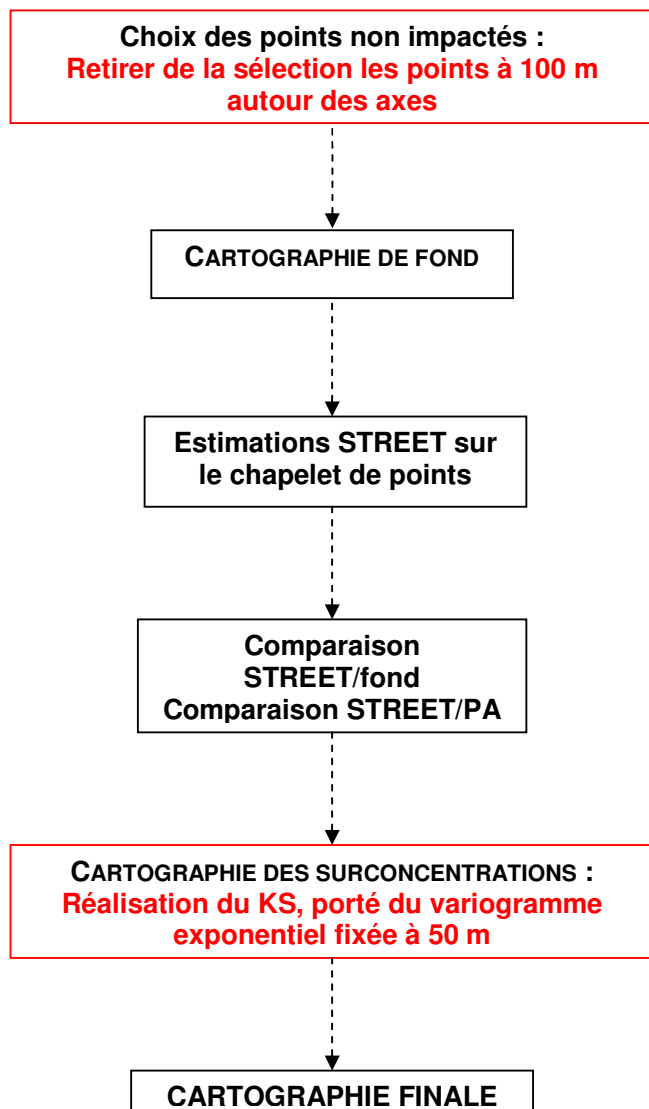 Choix des points non impactés :
Retirer de la sélection les points à 100 m
autour des axes
CARTOGRAPHIE DE FOND
Estimations STREET sur
le chapelet de points
Comparaison
STREET/fond
Comparaison STREET/PA
CARTOGRAPHIE DES SURCONCENTRATIONS :
Réalisation du KS, porté du variogramme
exponentiel fixée à 50 m
CARTOGRAPHIE FINALE